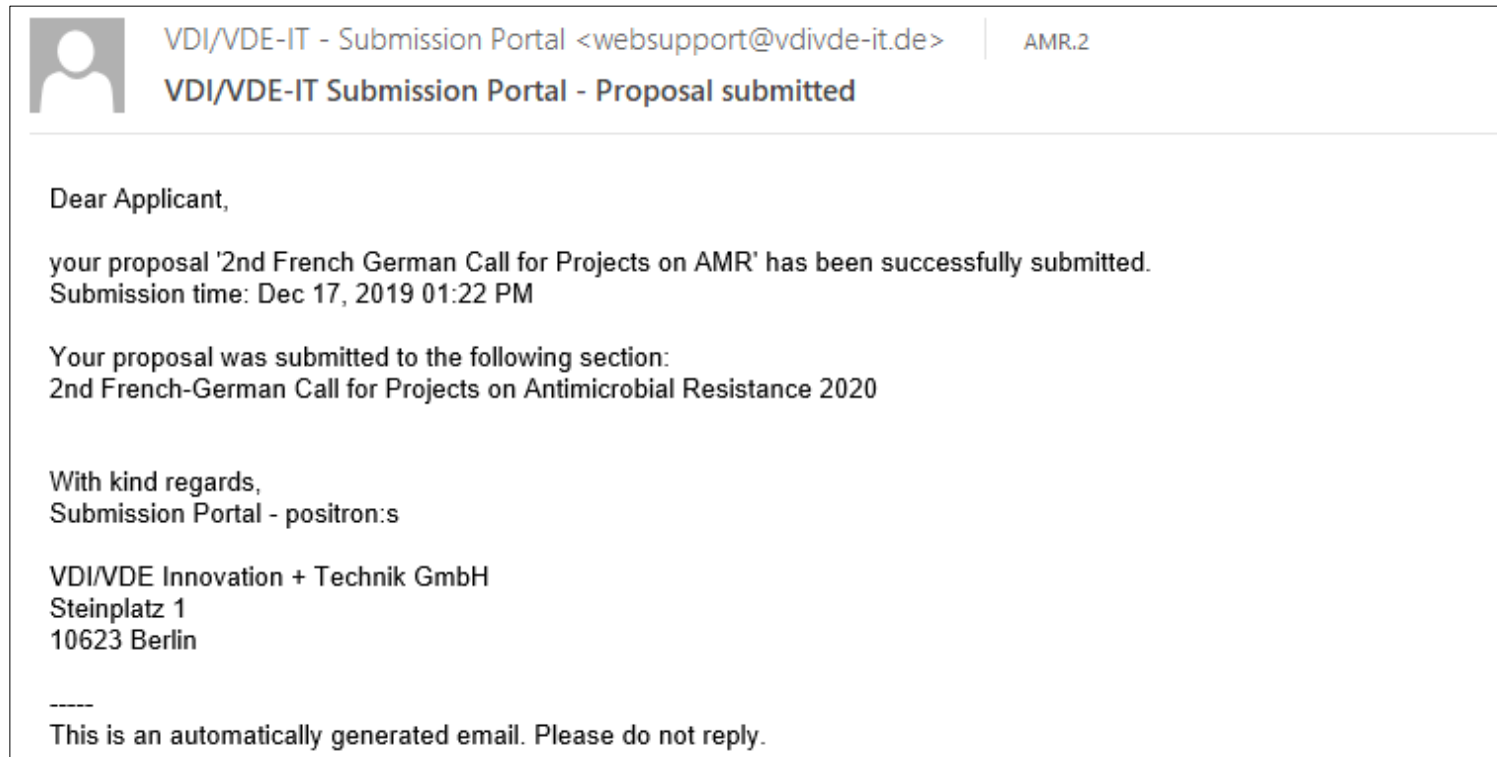 VDI/VDE-IT - Submission Portal <websupport@vdivde-it.de> AMR.2
VDI/VDE-IT Submission Portal - Proposal submitted
Dear Applicant,
your proposal '2nd French German Call for Projects on AMR' has been successfully submitted.
Submission time: Dec 17, 2019 01:22 PM
Your proposal was submitted to the following section:
2nd French-German Call for Projects on Antimicrobial Resistance 2020
With kind regards,
Submission Portal - positron:s
VDI/VDE Innovation + Technik GmbH
Steinplatz 1
10623 Berlin
-----
This is an automatically generated email. Please do not reply.